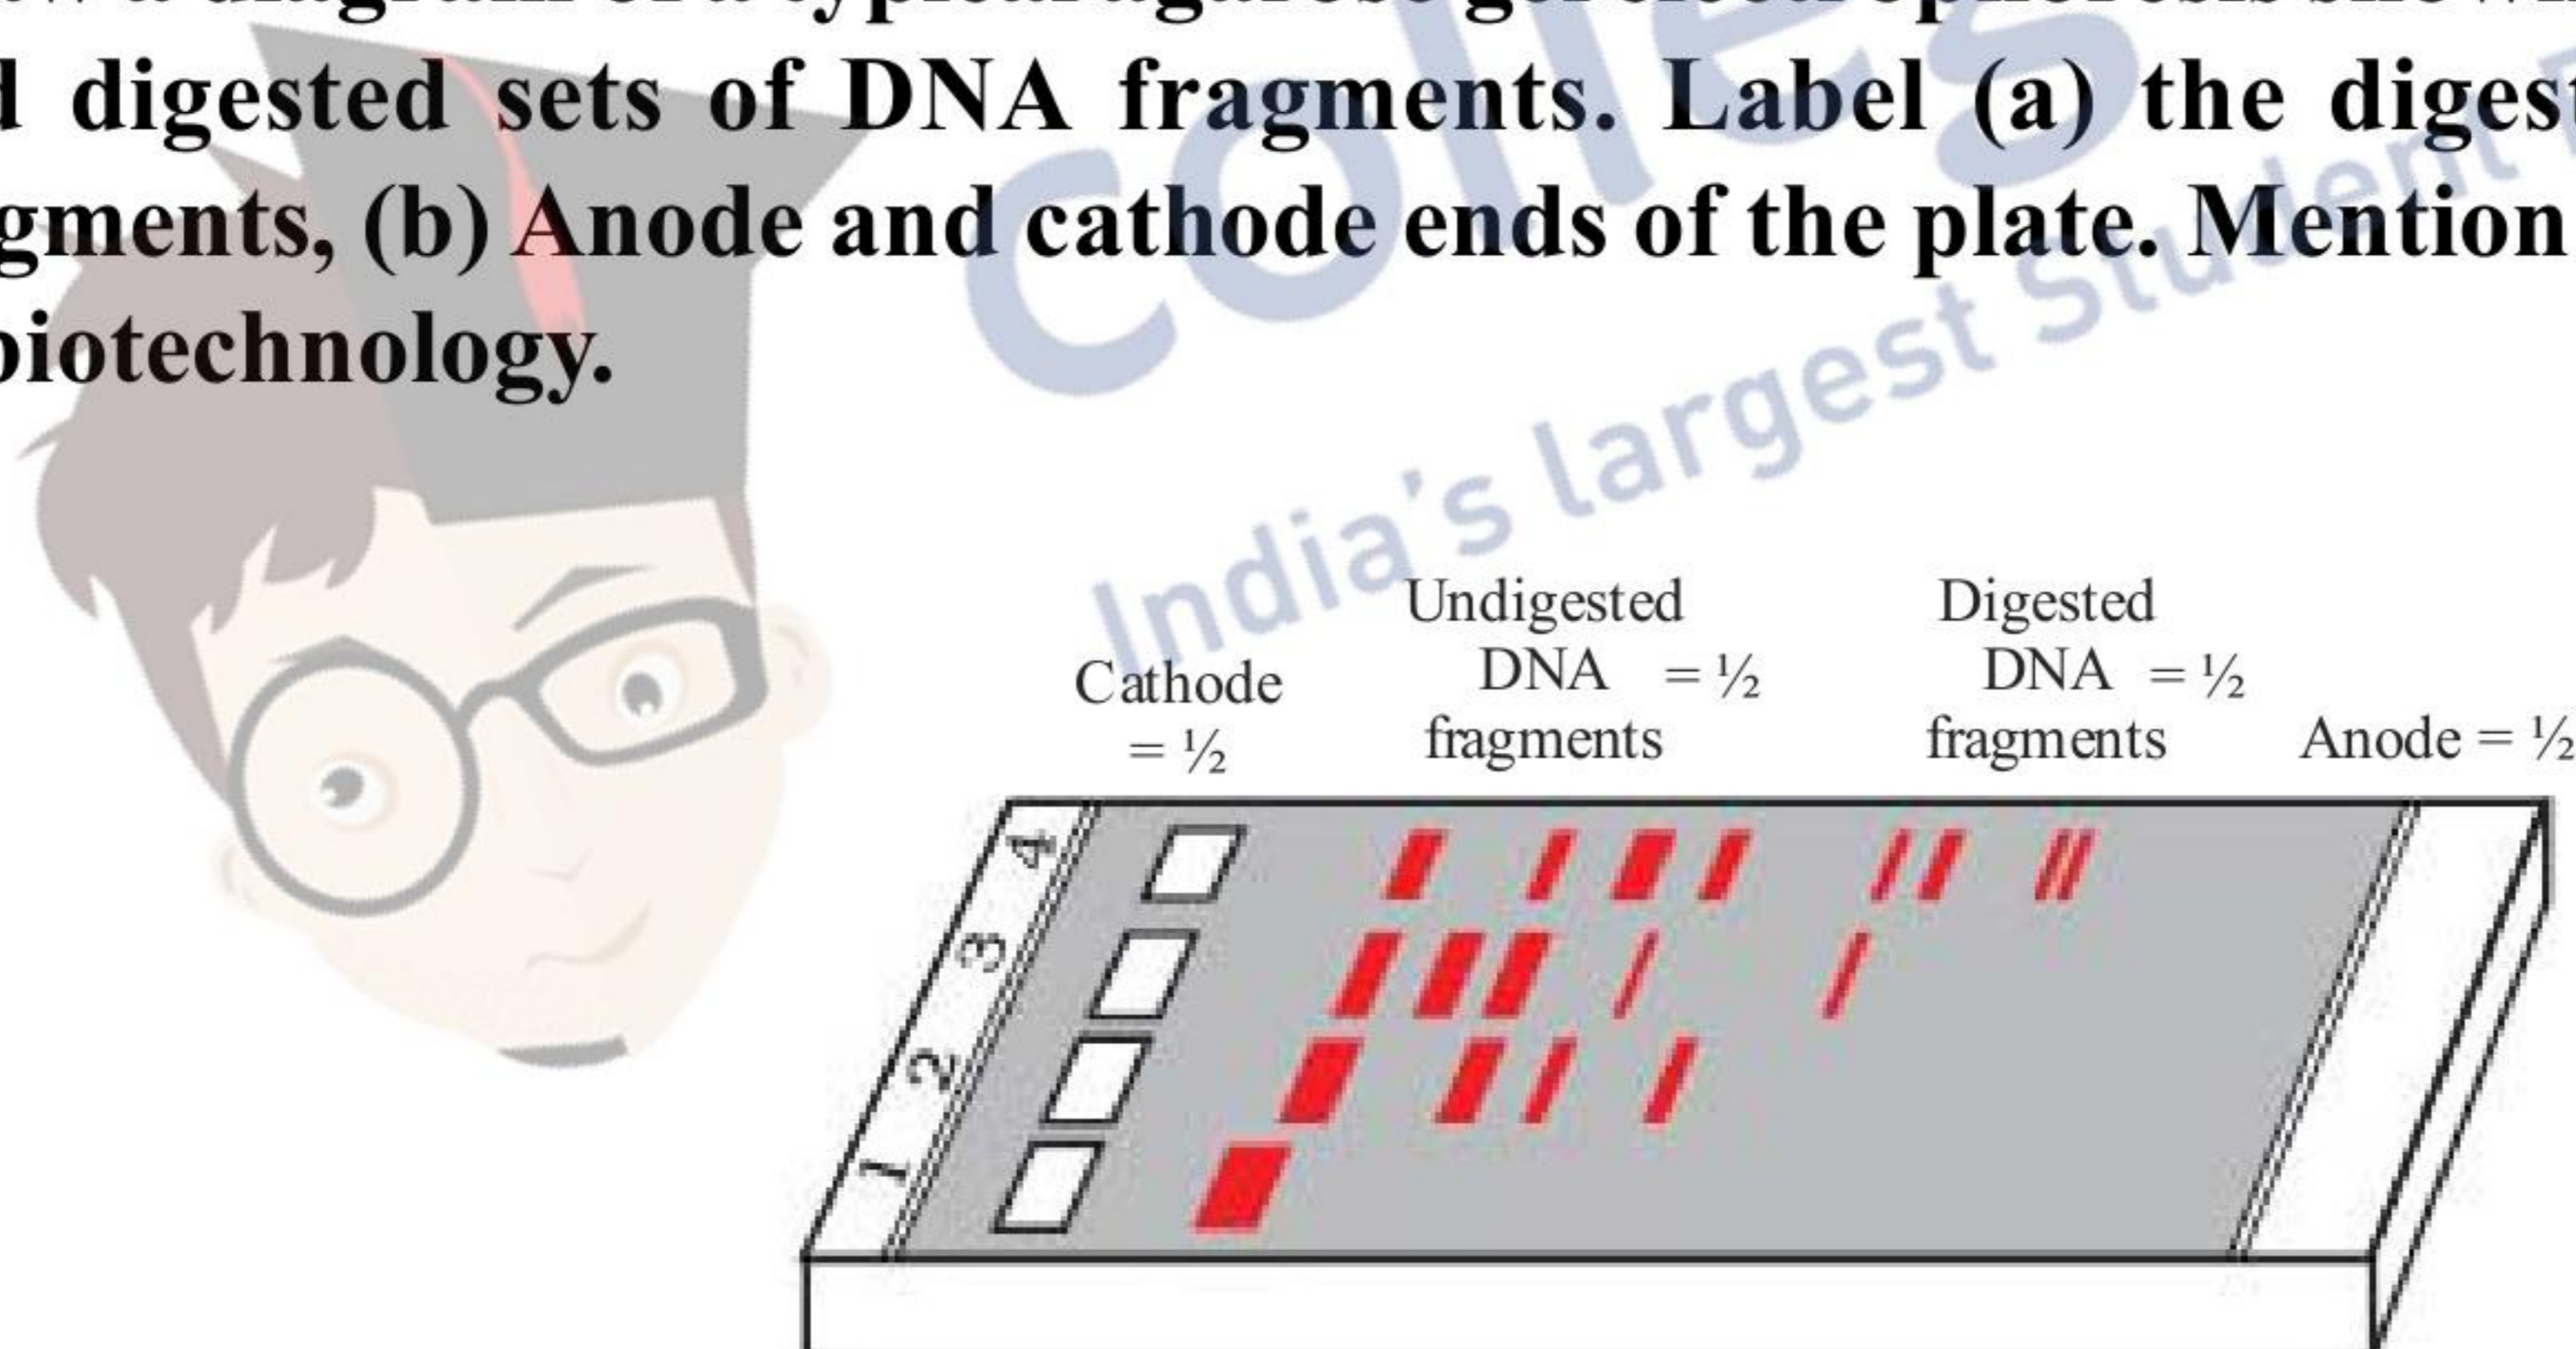 digested sets of DNA fragments. Label (a) the digest
gments, (b) Anode and cathode ends of the plate. Mention
biotechnology.
colleg
India's largest Student
Undigested
DNA = ½
fragments
Digested
DNA = ½
fragments
Cathode
= ½
Anode = ½
4
3
2
1